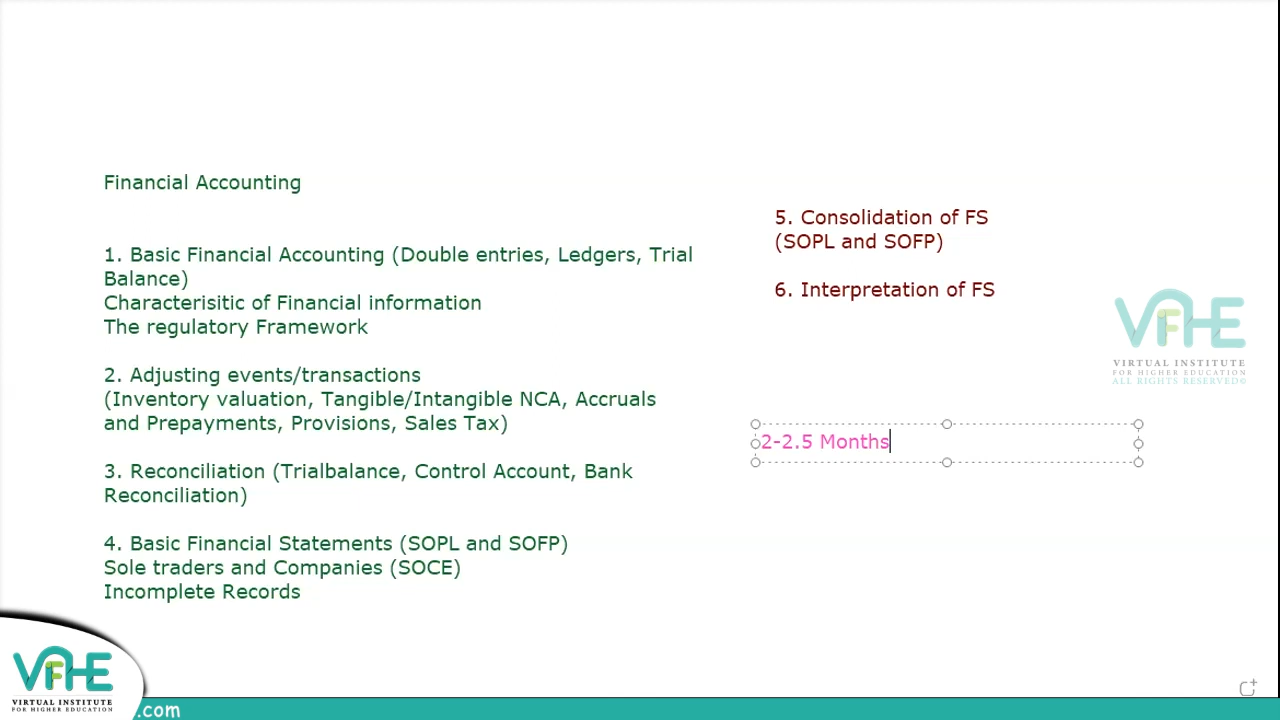 Financial Accounting
1. Basic Financial Accounting (Double entries, Ledgers, Trial
Balance)
Characterisitic of Financial information
The regulatory Framework
2. Adjusting events/transactions
(Inventory valuation, Tangible/Intangible NCA, Accruals
and Prepayments, Provisions, Sales Tax)
3. Reconciliation (Trialbalance, Control Account, Bank
Reconciliation)
4. Basic Financial Statements (SOPL and SOFP)
Sole traders and Companies (SOCE)
Incomplete Records
5. Consolidation of FS
(SOPL and SOFP)
6. Interpretation of FS
VIFHE
VIRTUAL INSTITUTE
FOR HIGHER EDUCATION
ALL RIGHTS RESERVED©
2-2.5 Months
VIFHE
VIRTUAL INSTITUTE
FOR HIGHER EDUCATION
.com